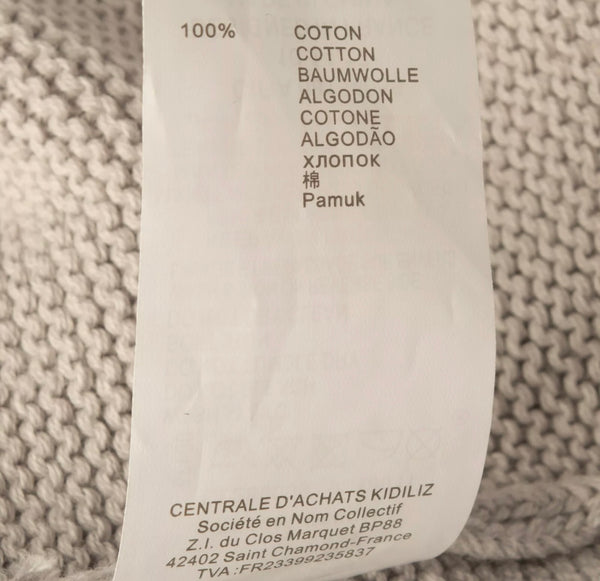 100% COTON
COTTON
BAUMWOLLE
ALGODON
COTONE
ALGODÃO
хлопок
棉
Pamuk
CENTRALE D'ACHATS KIDILIZ
Société en Nom Collectif
Z.I. du Clos Marquet BP88
42402 Saint Chamond-France
TVA:FR23399235837